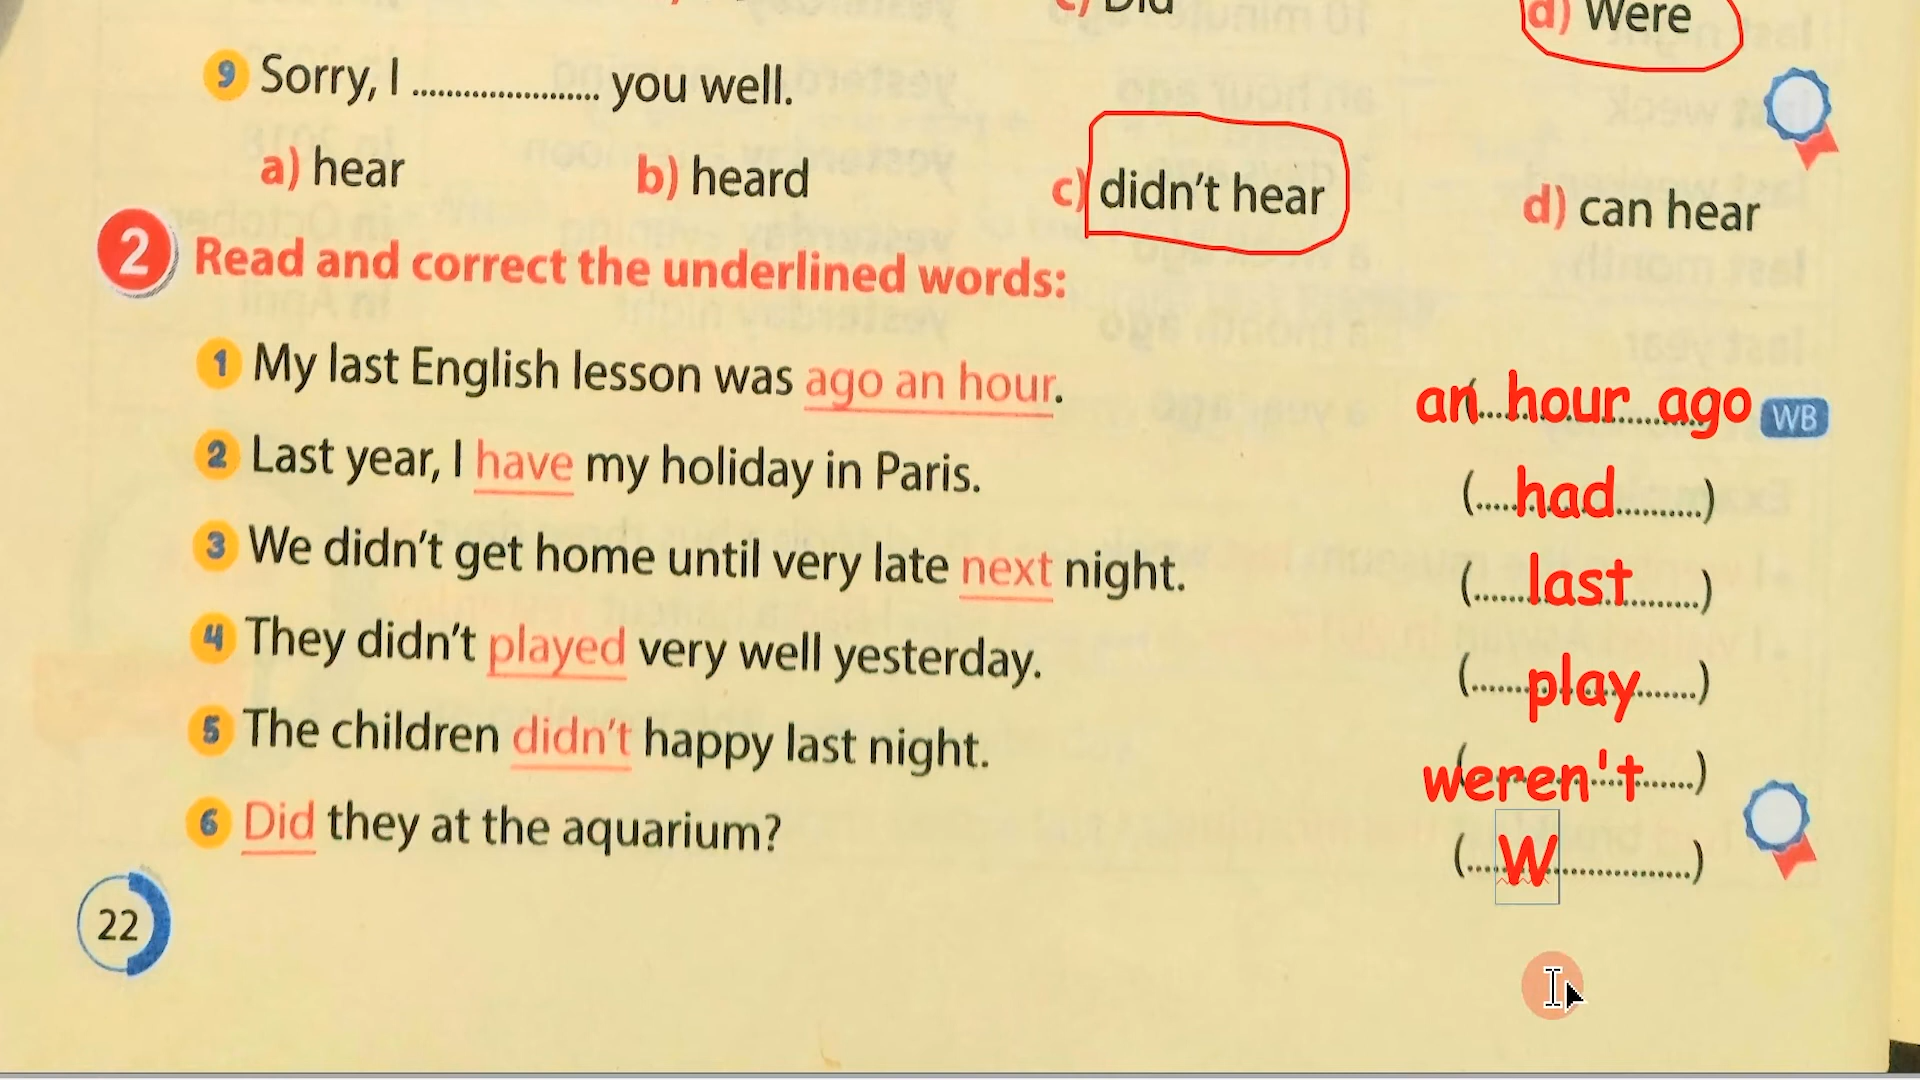 c) Did
d) Were
9 Sorry, I ...................... you well.
a) hear
b) heard
c) didn't hear
d) can hear
2 Read and correct the underlined words:
1 My last English lesson was ago an hour. (an hour ago WB
2 Last year, I have my holiday in Paris. (....had..........)
3 We didn't get home until very late next night. (......last........)
4 They didn't played very well yesterday. (......play.......)
5 The children didn't happy last night. (weren't......)
6 Did they at the aquarium? (....W................)
22